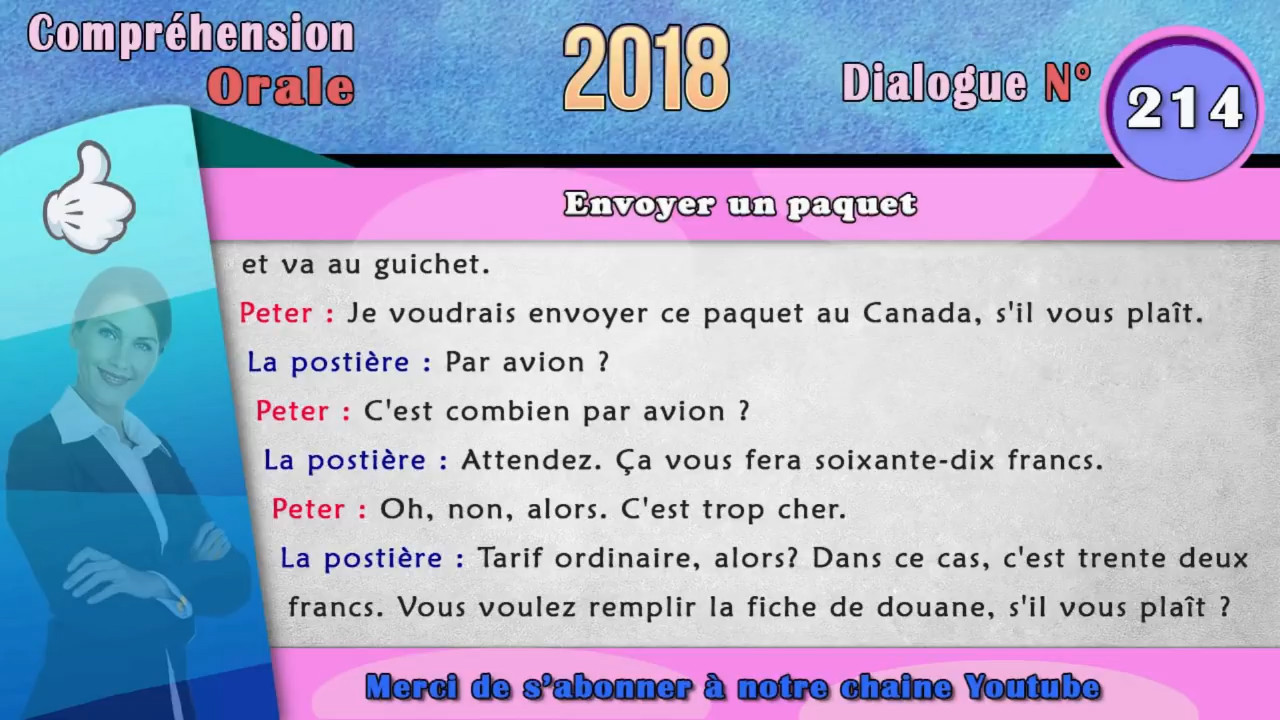 Compréhension
Orale
2018
Dialogue N°
214
Envoyer un paquet
et va au guichet.
Peter : Je voudrais envoyer ce paquet au Canada, s'il vous plaît.
La postière : Par avion ?
Peter : C'est combien par avion ?
La postière : Attendez. Ça vous fera soixante-dix francs.
Peter : Oh, non, alors. C'est trop cher.
La postière : Tarif ordinaire, alors? Dans ce cas, c'est trente deux
francs. Vous voulez remplir la fiche de douane, s'il vous plaît ?
Merci de s'abonner à notre chaine Youtube